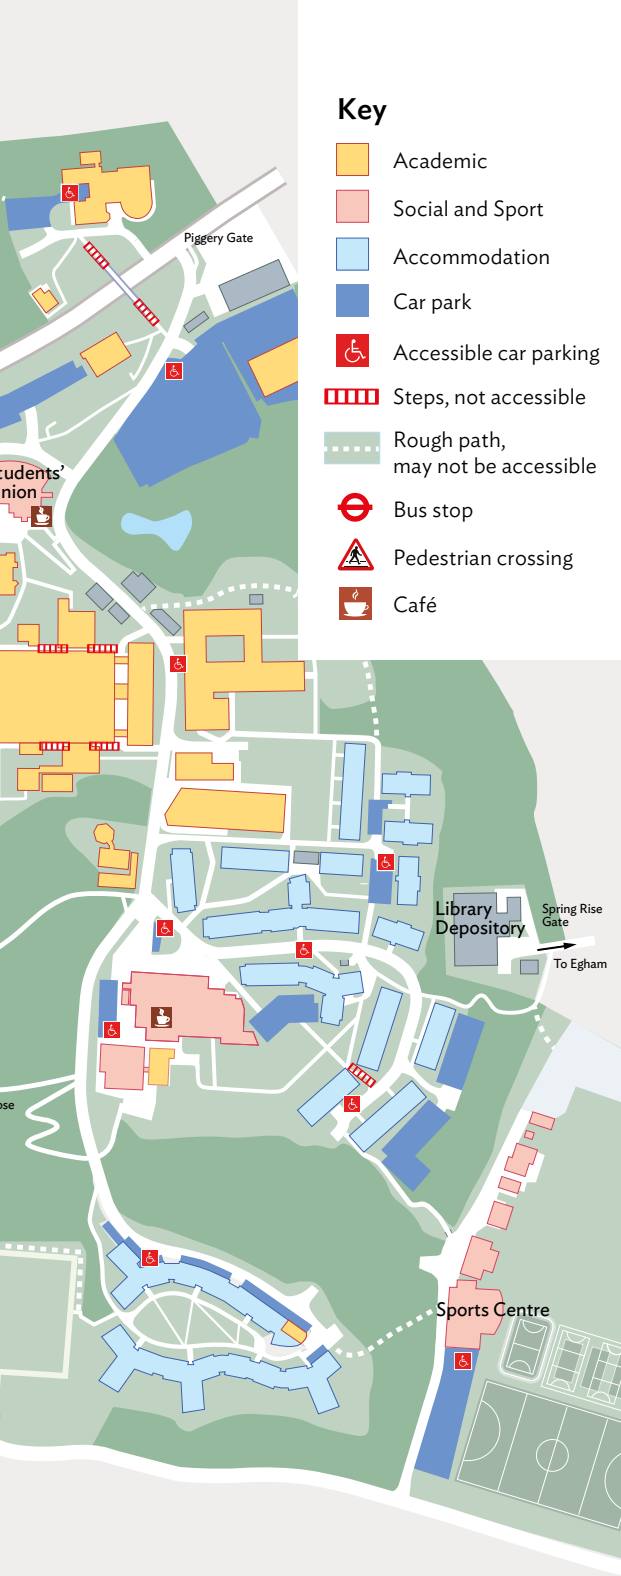 Key
Academic
Social and Sport
Accommodation
Car park
Accessible car parking
Steps, not accessible
Rough path,
may not be accessible
Bus stop
Pedestrian crossing
Café
Piggery Gate
tudents’
nion
Library
Depository
Spring Rise
Gate
To Egham
ose
Sports Centre